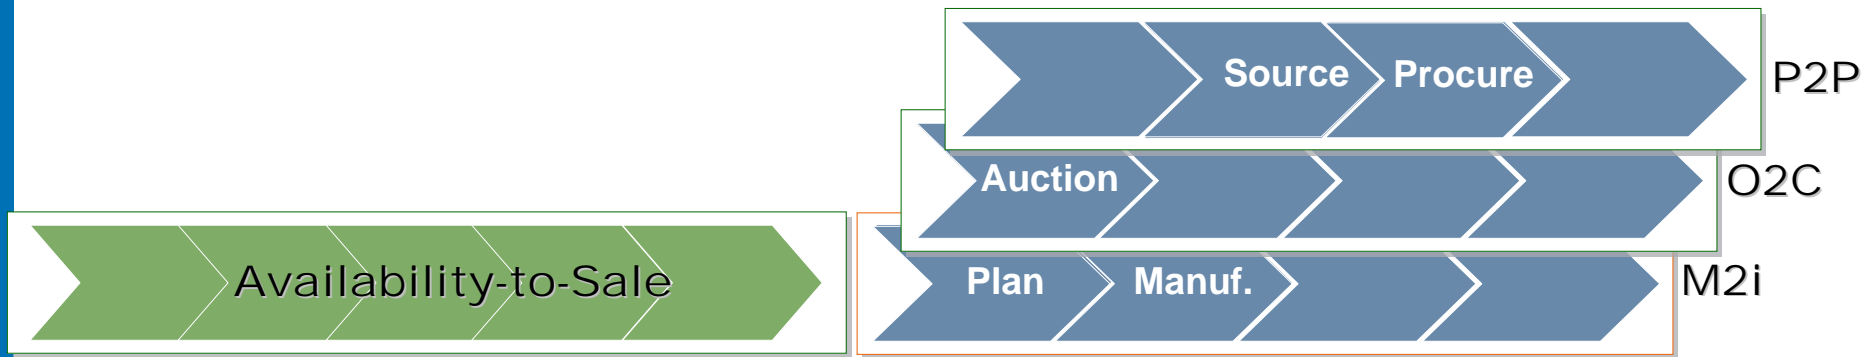 Source Procure P2P
Auction O2C
Availability-to-Sale Plan Manuf. M2i